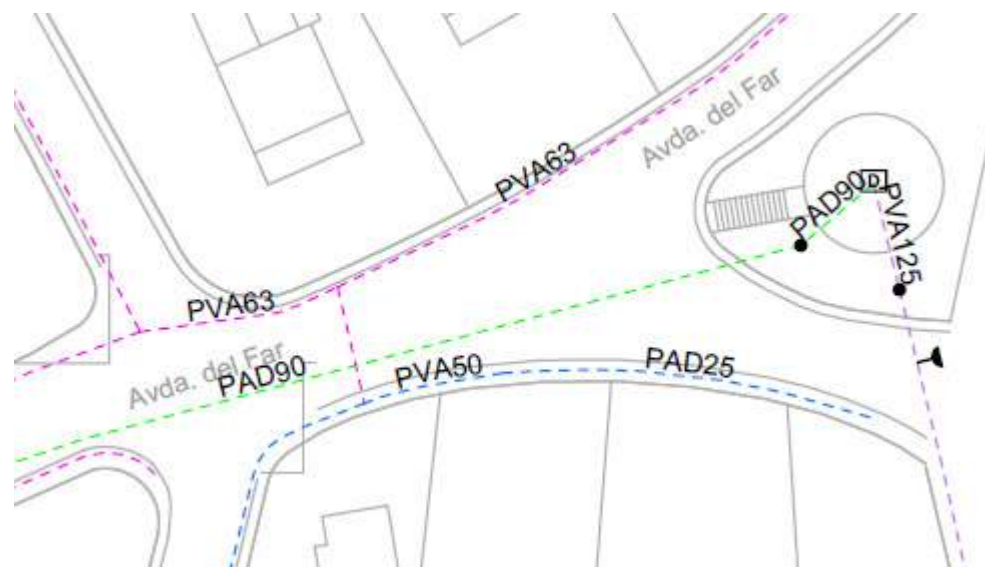 Avda. del Far
PVA63
D
PAD90
PVA125
PVA63
Avda. del Far
PAD90
PVA50
PAD25